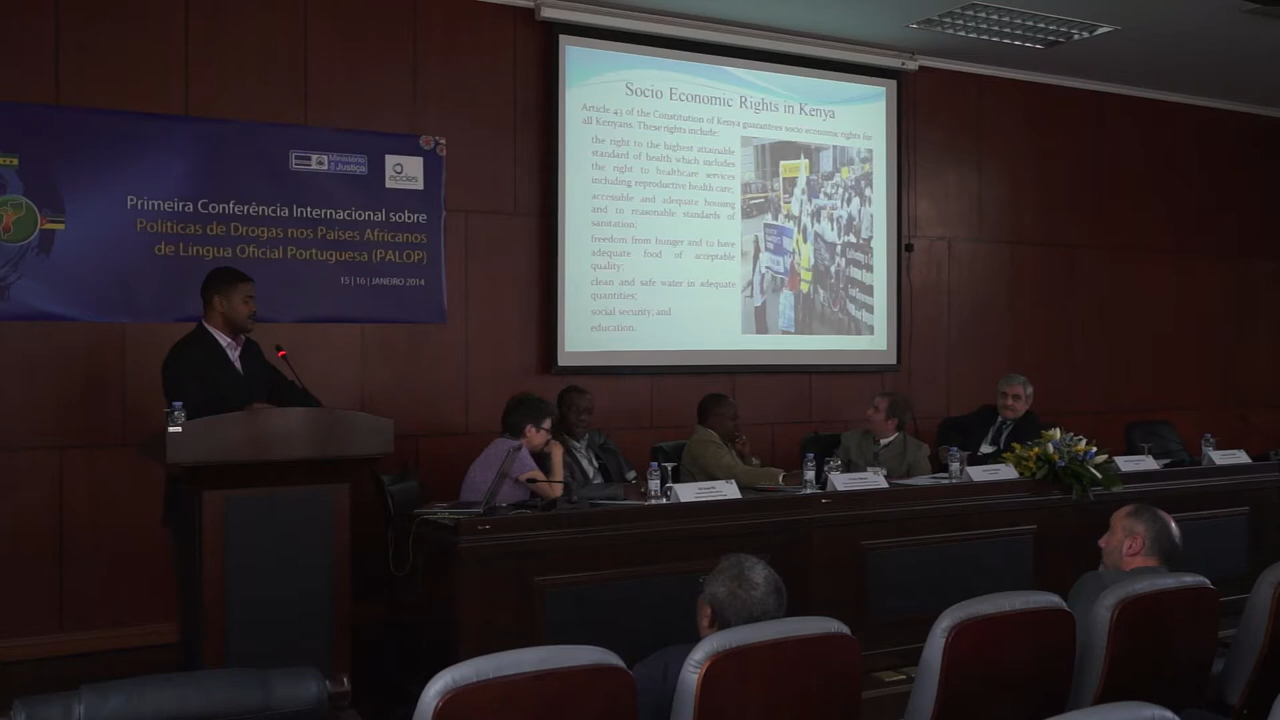 Ministério
da Justiça
apdes
Primeira Conferência Internacional sobre
Políticas de Drogas nos Países Africanos
de Língua Oficial Portuguesa (PALOP)
15 | 16 | JANEIRO 2014
Socio Economic Rights in Kenya
Article 43 of the Constitution of Kenya guarantees socio economic rights for
all Kenyans. These rights include:
the right to the highest attainable
standard of health which includes
the right to healthcare services
including reproductive health care;
accessible and adequate housing
and to reasonable standards of
sanitation;
freedom from hunger and to have
adequate food of acceptable
quality;
clean and safe water in adequate
quantities;
social security; and
education.